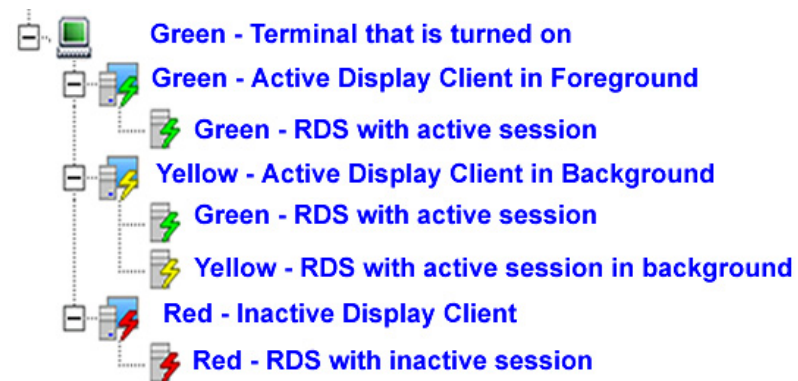 Green - Terminal that is turned on
Green - Active Display Client in Foreground
Green - RDS with active session
Yellow - Active Display Client in Background
Green - RDS with active session
Yellow - RDS with active session in background
Red - Inactive Display Client
Red - RDS with inactive session